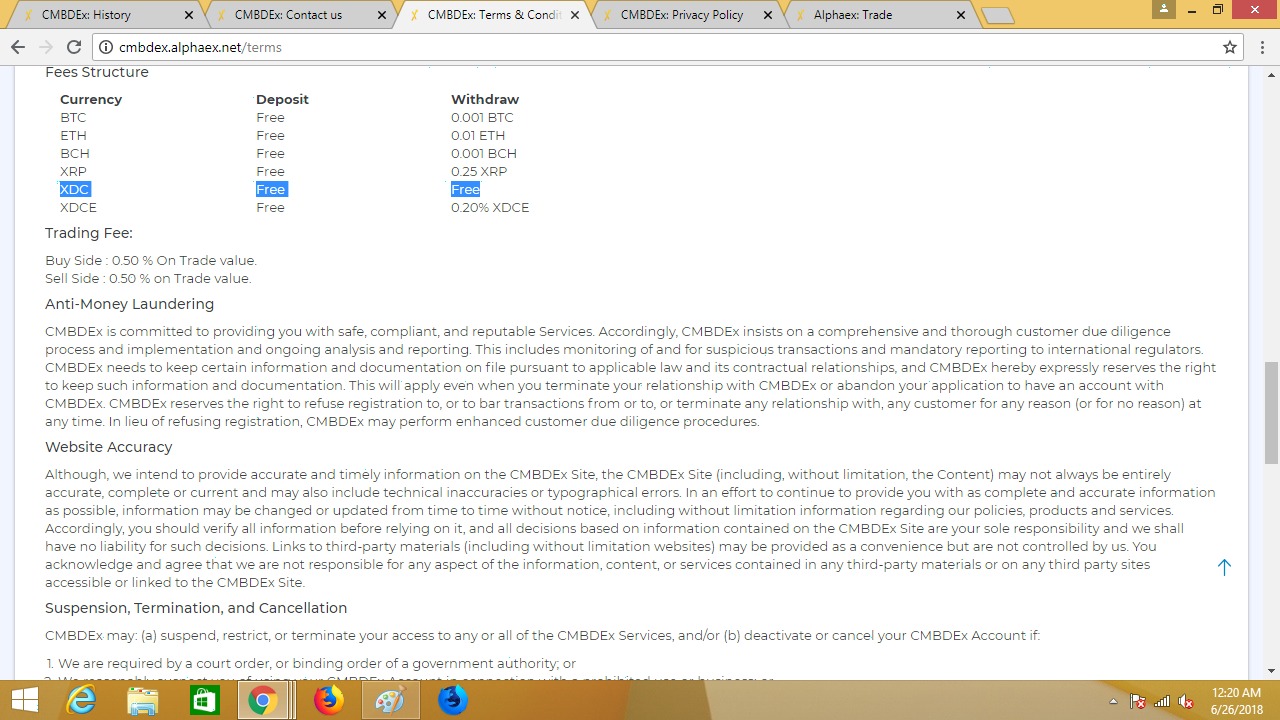 CMBDEx: History
CMBDEx: Contact us
CMBDEx: Terms & Condit
CMBDEx: Privacy Policy
Alphaex: Trade
cmbdex.alphaex.net/terms
Fees Structure
Currency Deposit Withdraw
BTC Free 0.001 BTC
ETH Free 0.01 ETH
BCH Free 0.001 BCH
XRP Free 0.25 XRP
XDC Free Free
XDCE Free 0.20% XDCE
Trading Fee:
Buy Side : 0.50 % On Trade value.
Sell Side : 0.50 % on Trade value.
Anti-Money Laundering
CMBDEx is committed to providing you with safe, compliant, and reputable Services. Accordingly, CMBDEx insists on a comprehensive and thorough customer due diligence
process and implementation and ongoing analysis and reporting. This includes monitoring of and for suspicious transactions and mandatory reporting to international regulators.
CMBDEx needs to keep certain information and documentation on file pursuant to applicable law and its contractual relationships, and CMBDEx hereby expressly reserves the right
to keep such information and documentation. This will apply even when you terminate your relationship with CMBDEx or abandon your application to have an account with
CMBDEx. CMBDEx reserves the right to refuse registration to, or to bar transactions from or to, or terminate any relationship with, any customer for any reason (or for no reason) at
any time. In lieu of refusing registration, CMBDEx may perform enhanced customer due diligence procedures.
Website Accuracy
Although, we intend to provide accurate and timely information on the CMBDEx Site, the CMBDEx Site (including, without limitation, the Content) may not always be entirely
accurate, complete or current and may also include technical inaccuracies or typographical errors. In an effort to continue to provide you with as complete and accurate information
as possible, information may be changed or updated from time to time without notice, including without limitation information regarding our policies, products and services.
Accordingly, you should verify all information before relying on it, and all decisions based on information contained on the CMBDEx Site are your sole responsibility and we shall
have no liability for such decisions. Links to third-party materials (including without limitation websites) may be provided as a convenience but are not controlled by us. You
acknowledge and agree that we are not responsible for any aspect of the information, content, or services contained in any third-party materials or on any third party sites
accessible or linked to the CMBDEx Site.
Suspension, Termination, and Cancellation
CMBDEx may: (a) suspend, restrict, or terminate your access to any or all of the CMBDEx Services, and/or (b) deactivate or cancel your CMBDEx Account if:
1. We are required by a court order, or binding order of a government authority; or
12:20 AM
6/26/2018